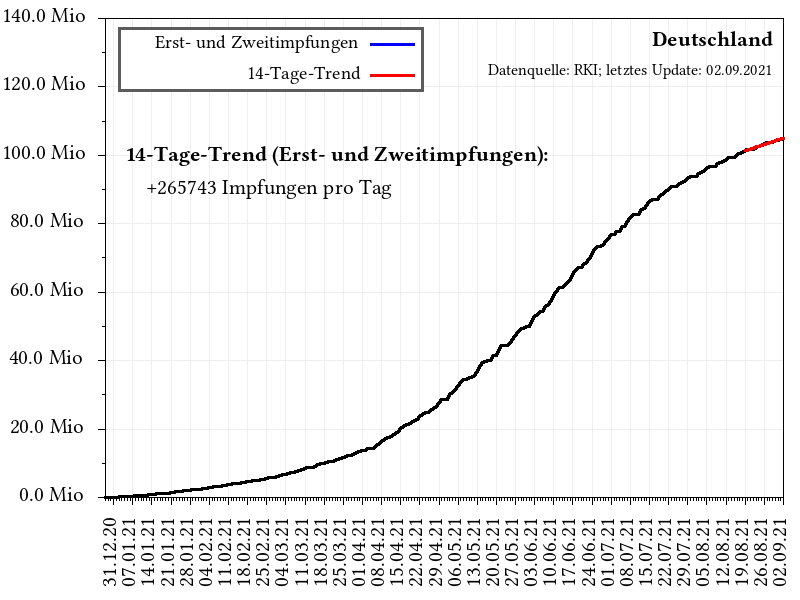 140.0 Mio
120.0 Mio
100.0 Mio
80.0 Mio
60.0 Mio
40.0 Mio
20.0 Mio
0.0 Mio
Erst- und Zweitimpfungen
14-Tage-Trend
Deutschland
Datenquelle: RKI; letztes Update: 02.09.2021
14-Tage-Trend (Erst- und Zweitimpfungen):
+265743 Impfungen pro Tag
31.12.20
07.01.21
14.01.21
21.01.21
28.01.21
04.02.21
11.02.21
18.02.21
25.02.21
04.03.21
11.03.21
18.03.21
25.03.21
01.04.21
08.04.21
15.04.21
22.04.21
29.04.21
06.05.21
13.05.21
20.05.21
27.05.21
03.06.21
10.06.21
17.06.21
24.06.21
01.07.21
08.07.21
15.07.21
22.07.21
29.07.21
05.08.21
12.08.21
19.08.21
26.08.21
02.09.21